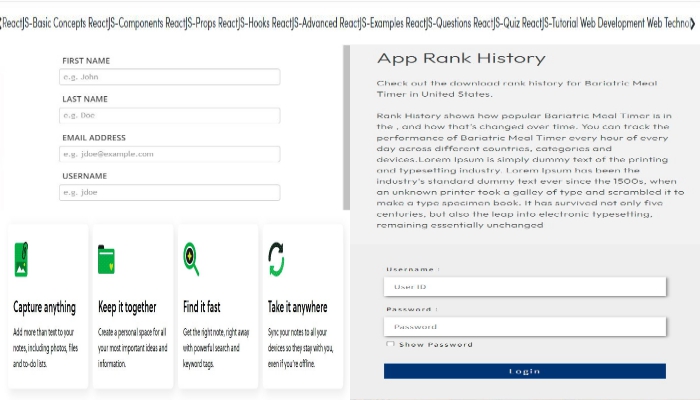 ReactJS-Basic Concepts ReactJS-Components ReactJS-Props ReactJS-Hooks ReactJS-Advanced ReactJS-Examples ReactJS-Questions ReactJS-Quiz ReactJS-Tutorial Web Development Web Techno
FIRST NAME
e.g. John
LAST NAME
e.g. Doe
EMAIL ADDRESS
e.g. jdoe@example.com
USERNAME
e.g. jdoe
App Rank History
Check out the download rank history for Bariatric Meal
Timer in United States.
Rank History shows how popular Bariatric Meal Timer is in
the , and how that's changed over time. You can track the
performance of Bariatric Meal Timer every hour of every
day across different countries, categories and
devices.Lorem Ipsum is simply dummy text of the printing
and typesetting industry. Lorem Ipsum has been the
industry's standard dummy text ever since the 1500s, when
an unknown printer took a galley of type and scrambled it to
make a type specimen book. It has survived not only five
centuries, but also the leap into electronic typesetting,
remaining essentially unchanged
Capture anything
Add more than text to your
notes, including photos, files
and to-do lists.
Keep it together
Create a personal space for all
your most important ideas and
information.
Find it fast
Get the right note, right away
with powerful search and
keyword tags.
Take it anywhere
Sync your notes to all your
devices so they stay with you,
even if you're offline.
Username :
User ID
Password :
Password
Show Password
Login